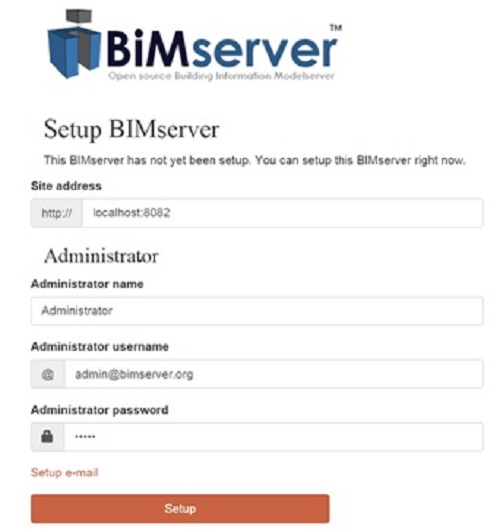 BiMserver™
Open source Building Information Modelserver
Setup BIMserver
This BIMserver has not yet been setup. You can setup this BIMserver right now.
Site address
http:// localhost:8082
Administrator
Administrator name
Administrator
Administrator username
@ admin@bimserver.org
Administrator password
•••••
Setup e-mail
Setup